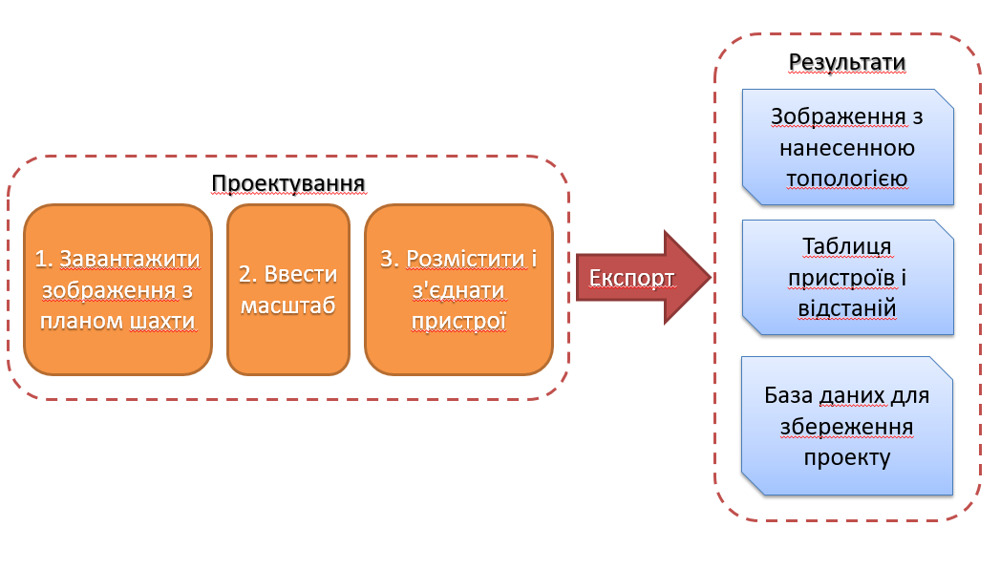 Проектування
1. Завантажити
зображення з
планом шахти
2. Ввести
масштаб
3. Розмістити і
з'єднати
пристрої
Експорт
Результати
Зображення з
нанесенною
топологією
Таблиця
пристроїв і
відстаній
База даних для
збереження
проекту